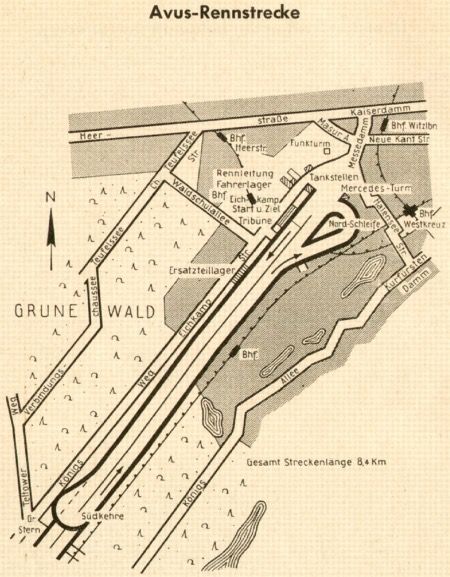 Avus-Rennstrecke
Kaiserdamm
straße
Heer-
Masur. A.
Messedamm
Bhf. Witzlbn.
Neue Kant Str
Bhf.
Heerstr.
Funkturm
Teufelssee
Str
Rennleitung
Fahrerlager
Tankstellen
Bhf.
Eichkamp
Start u. Ziel
Tribüne
Mercedes-Turm
Waldschulallee
Halensee
Str
Bhf.
Westkreuz
Nord-Schleife
N
Teufelssee
chaussee
Ersatzteillager
Str.
Kurfürsten
Damm
GRUNE WALD
Eichkamp
Bhf.
Weg
Allee
Verbindungs-
Weg
Teltower
Königs
Gesamt Streckenlänge 8,4 Km
Königs
Südkehre
Gr.
Stern